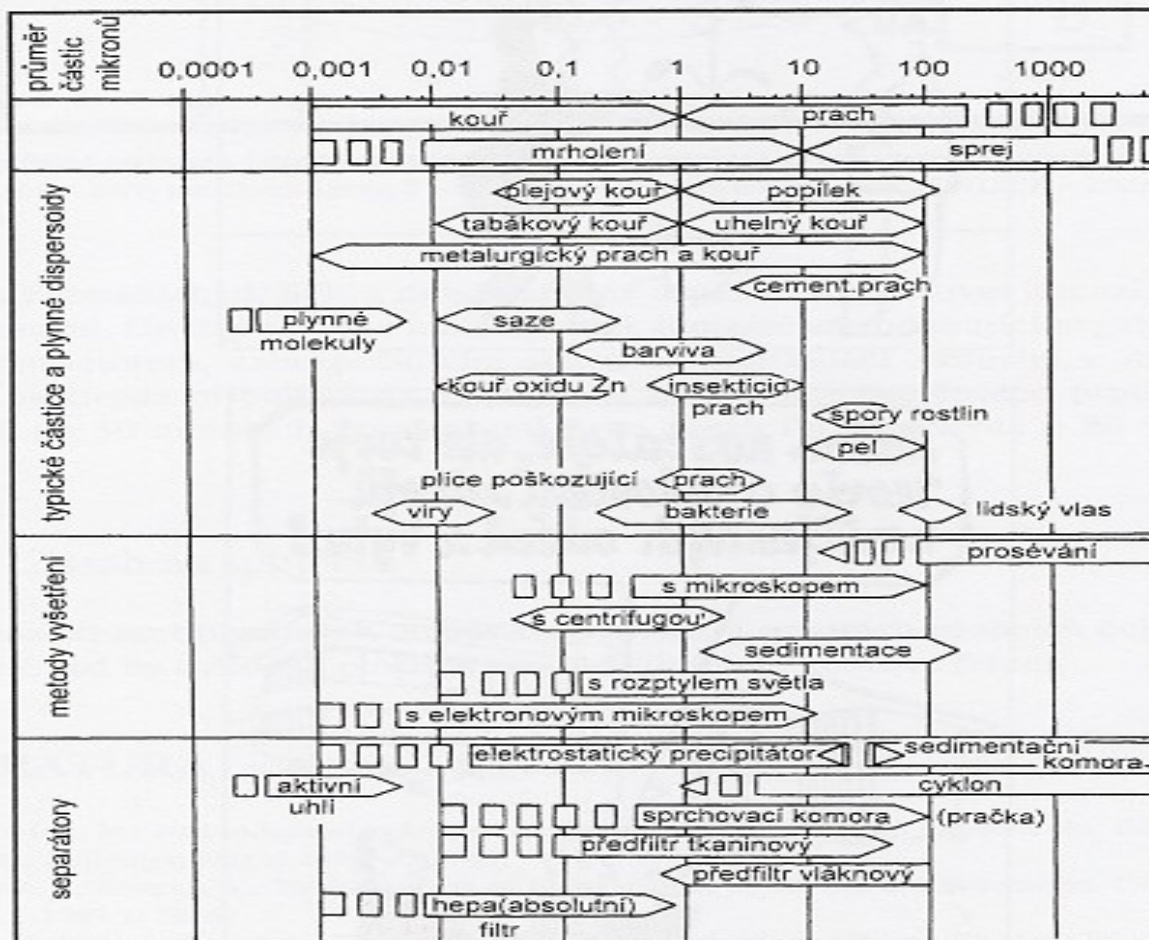 průměr
částic
mikronů
0,0001 0,001 0,01 0,1 1 10 100 1000
kouř prach
mrholení sprej
typické částice a plynné dispersoidy
olejový kouř popílek
tabákový kouř uhelný kouř
metalurgický prach a kouř
cement.prach
plynné saze
molekuly
barviva
kouř oxidu Zn insekticid
prach
spory rostlin
pel
plice poškozující prach
viry bakterie lidský vlas
metody vyšetření
prosévání
s mikroskopem
s centrifugou'
sedimentace
s rozptylem světla
s elektronovým mikroskopem
separátory
elektrostatický precipitátor sedimentační
komora
aktivní cyklon
uhlí
sprchovací komora (pračka)
předfiltr tkaninový
předfiltr vláknový
hepa(absolutní)
filtr